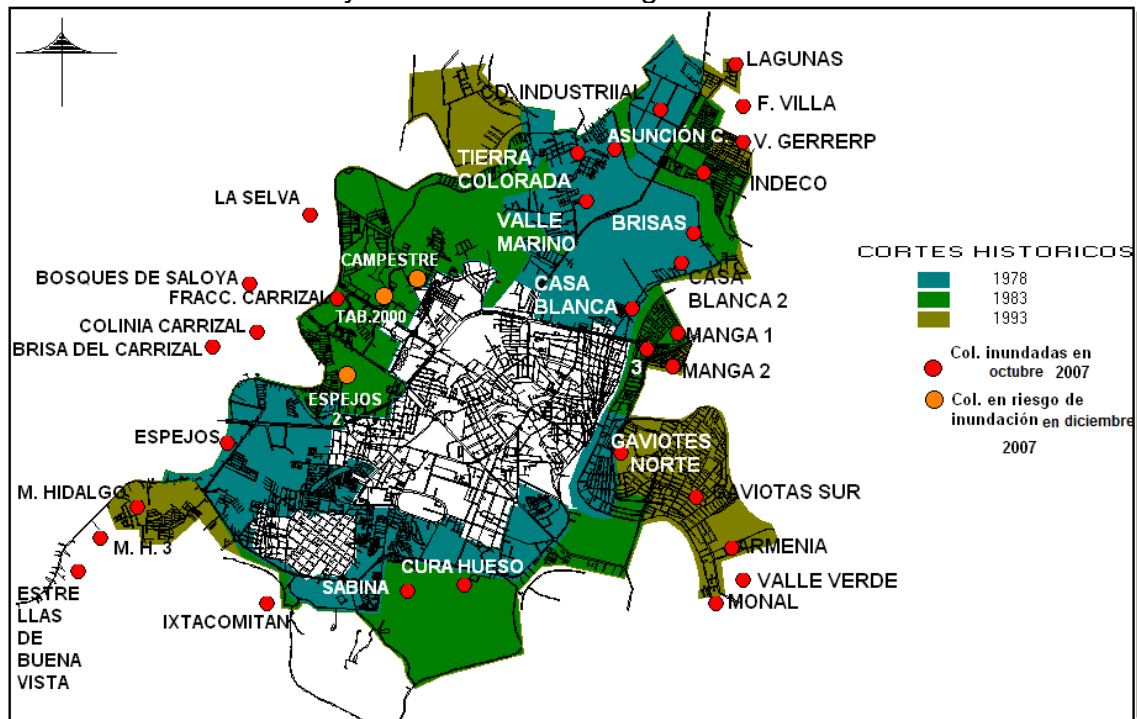 LAGUNAS
CD. INDUSTRIIAL
F. VILLA
ASUNCIÓN C.
V. GERRERP
TIERRA
COLORADA
INDECO
LA SELVA
VALLE
MARINO
BRISAS
CORTES HISTORICOS
CAMPESTRE
BOSQUES DE SALOYA
CASA
BLANCA
CASA
BLANCA 2
1978
FRACC. CARRIZAL
1983
TAB.2000
1993
COLINIA CARRIZAL
MANGA 1
BRISA DEL CARRIZAL
3
MANGA 2
Col. inundadas en
octubre 2007
ESPEJOS
2
Col. en riesgo de
inundación en diciembre
2007
ESPEJOS
GAVIOTES
NORTE
M. HIDALGO
GAVIOTAS SUR
M. H. 3
ARMENIA
CURA HUESO
SABINA
VALLE VERDE
MONAL
ESTRE
LLAS
DE
BUENA
VISTA
IXTACOMITAN